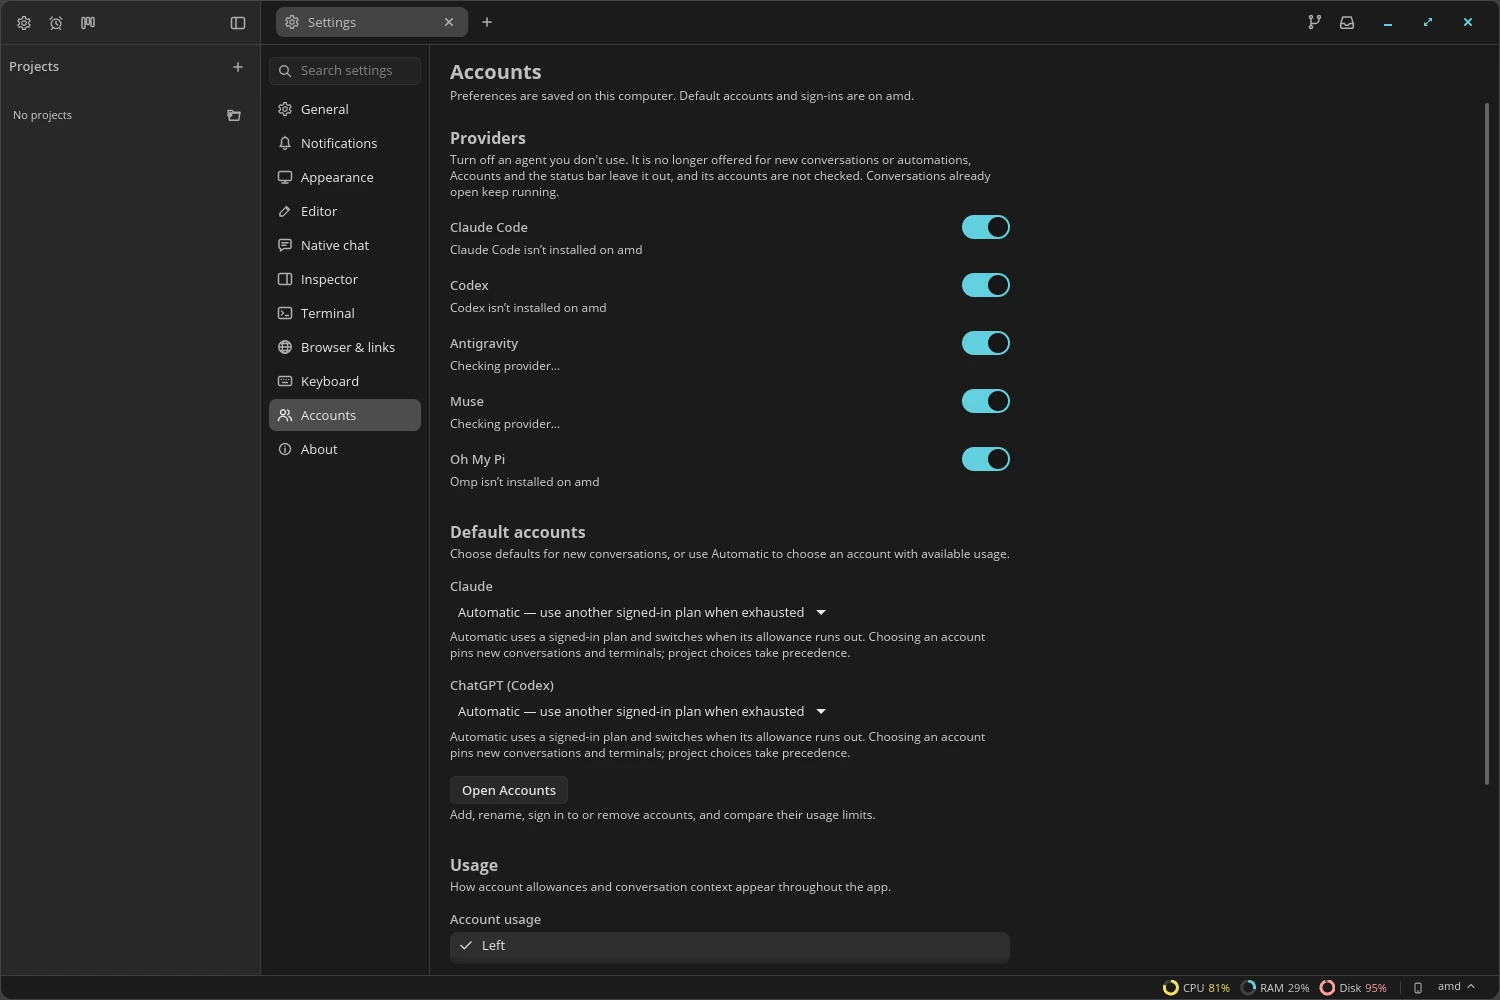 Settings
Projects
No projects
Search settings
General
Notifications
Appearance
Editor
Native chat
Inspector
Terminal
Browser & links
Keyboard
Accounts
About
Accounts
Preferences are saved on this computer. Default accounts and sign-ins are on amd.
Providers
Turn off an agent you don't use. It is no longer offered for new conversations or automations,
Accounts and the status bar leave it out, and its accounts are not checked. Conversations already
open keep running.
Claude Code
Claude Code isn’t installed on amd
Codex
Codex isn’t installed on amd
Antigravity
Checking provider…
Muse
Checking provider…
Oh My Pi
Omp isn’t installed on amd
Default accounts
Choose defaults for new conversations, or use Automatic to choose an account with available usage.
Claude
Automatic — use another signed-in plan when exhausted
Automatic uses a signed-in plan and switches when its allowance runs out. Choosing an account
pins new conversations and terminals; project choices take precedence.
ChatGPT (Codex)
Automatic — use another signed-in plan when exhausted
Automatic uses a signed-in plan and switches when its allowance runs out. Choosing an account
pins new conversations and terminals; project choices take precedence.
Open Accounts
Add, rename, sign in to or remove accounts, and compare their usage limits.
Usage
How account allowances and conversation context appear throughout the app.
Account usage
Left
CPU 81% RAM 29% Disk 95% amd